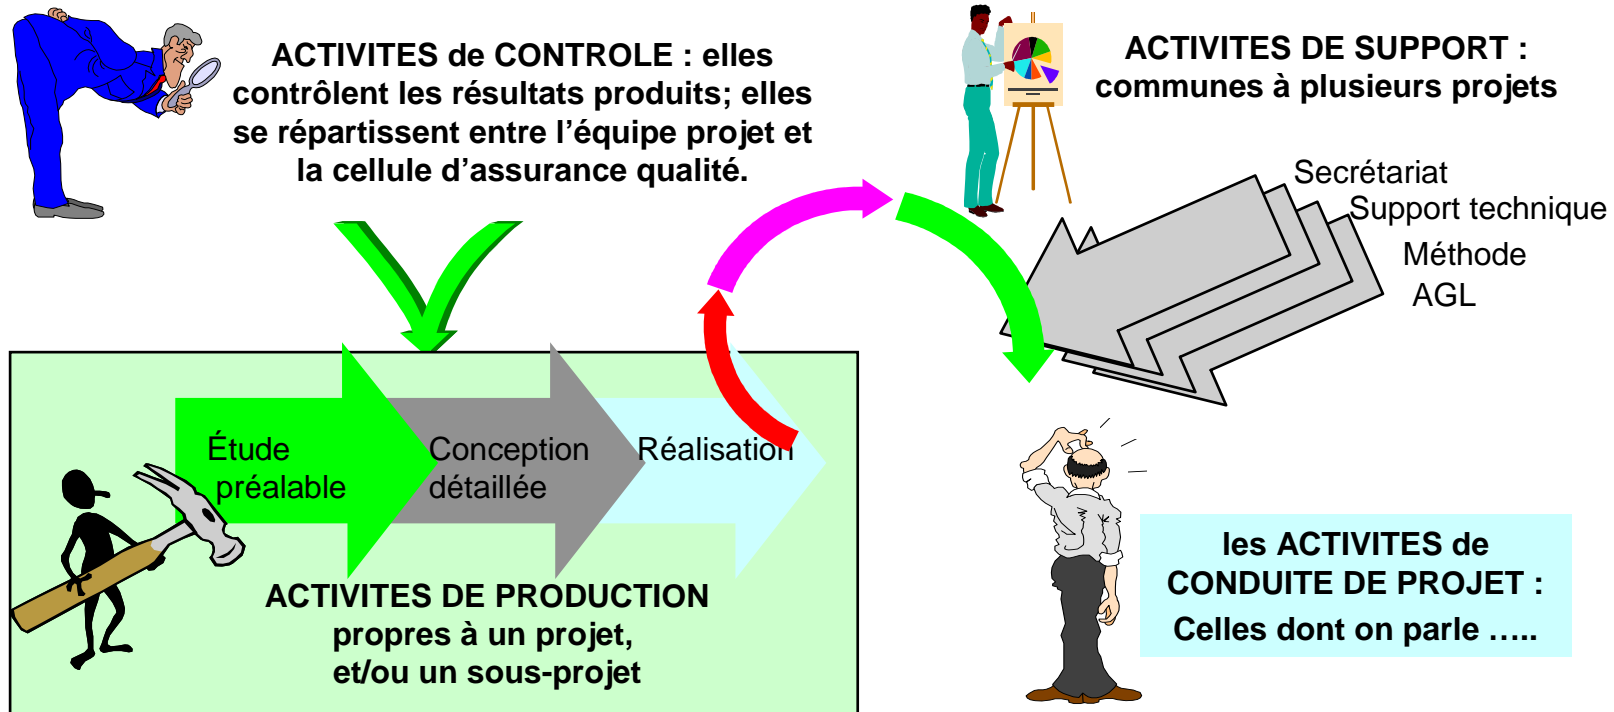 ACTIVITES de CONTROLE : elles
contrôlent les résultats produits; elles
se répartissent entre l’équipe projet et
la cellule d’assurance qualité.
ACTIVITES DE SUPPORT :
communes à plusieurs projets
Secrétariat
Support technique
Méthode
AGL
Étude
préalable
Conception
détaillée
Réalisation
ACTIVITES DE PRODUCTION
propres à un projet,
et/ou un sous-projet
les ACTIVITES de
CONDUITE DE PROJET :
Celles dont on parle …..